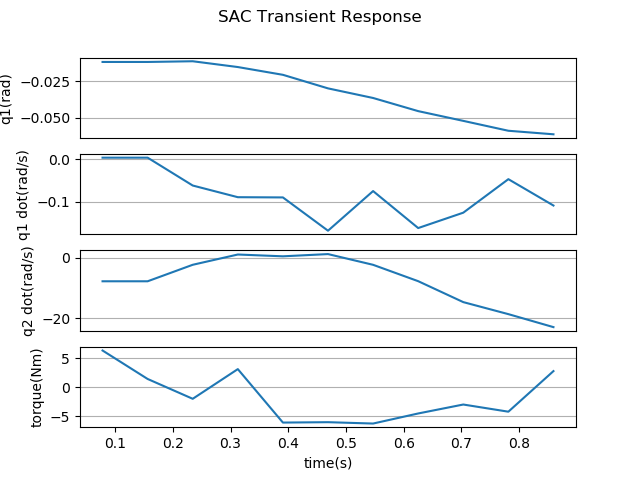 SAC Transient Response
q1(rad)
−0.025
−0.050
q1 dot(rad/s)
0.0
−0.1
q2 dot(rad/s)
0
−20
torque(Nm)
5
0
−5
0.1 0.2 0.3 0.4 0.5 0.6 0.7 0.8
time(s)